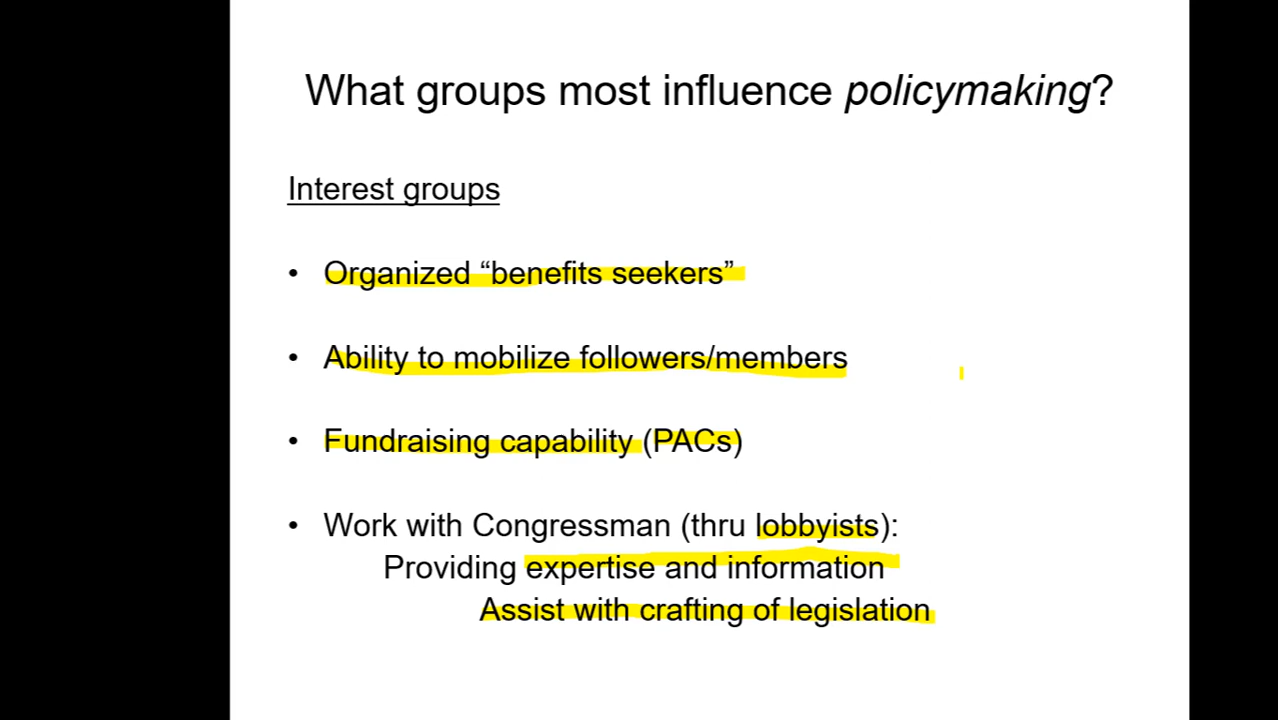 What groups most influence policymaking?
Interest groups
• Organized “benefits seekers”
• Ability to mobilize followers/members
• Fundraising capability (PACs)
• Work with Congressman (thru lobbyists):
Providing expertise and information
Assist with crafting of legislation